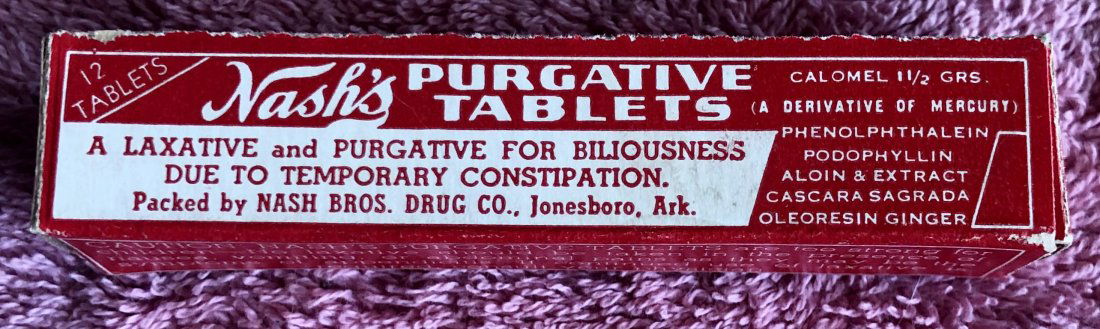 12
TABLETS
Nash's
PURGATIVE
TABLETS
CALOMEL 1 1/2 GRS.
(A DERIVATIVE OF MERCURY)
PHENOLPHTHALEIN
PODOPHYLLIN
ALOIN & EXTRACT
CASCARA SAGRADA
OLEORESIN GINGER
A LAXATIVE and PURGATIVE FOR BILIOUSNESS
DUE TO TEMPORARY CONSTIPATION.
Packed by NASH BROS. DRUG CO., Jonesboro, Ark.